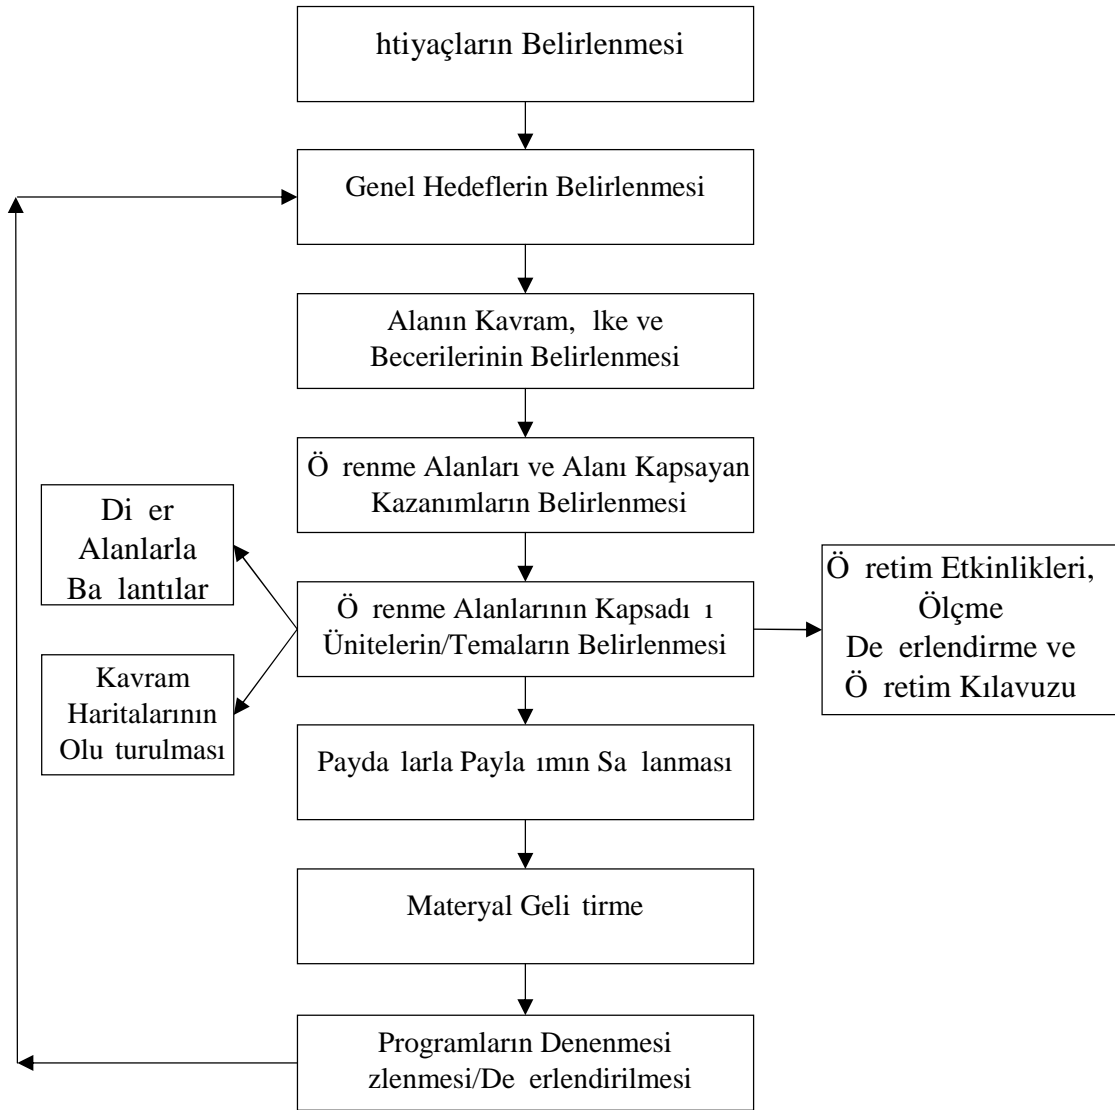 htiyaçların Belirlenmesi
Genel Hedeflerin Belirlenmesi
Alanın Kavram, lke ve
Becerilerinin Belirlenmesi
Ö renme Alanları ve Alanı Kapsayan
Kazanımların Belirlenmesi
Di er
Alanlarla
Ba lantılar
Ö renme Alanlarının Kapsadı ı
Ünitelerin/Temaların Belirlenmesi
Ö retim Etkinlikleri,
Ölçme
De erlendirme ve
Ö retim Kılavuzu
Kavram
Haritalarının
Olu turulması
Payda larla Payla ımın Sa lanması
Materyal Geli tirme
Programların Denenmesi
zlenmesi/De erlendirilmesi